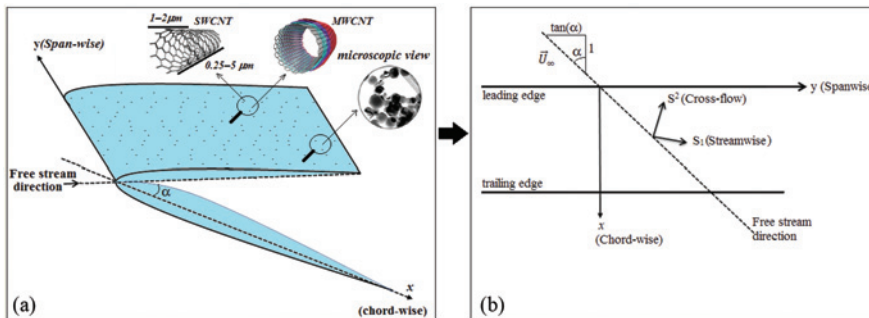 1–2μm
SWCNT
MWCNT
y(Span-wise)
0.25–5 μm
microscopic view
Free stream
direction
α
x
(a)
(chord-wise)
tan(α)
U⃗∞
α
1
y (Spanwise
leading edge
S² (Cross-flow)
S₁(Streamwise)
trailing edge
x
(Chord-wise)
Free stream
direction
(b)